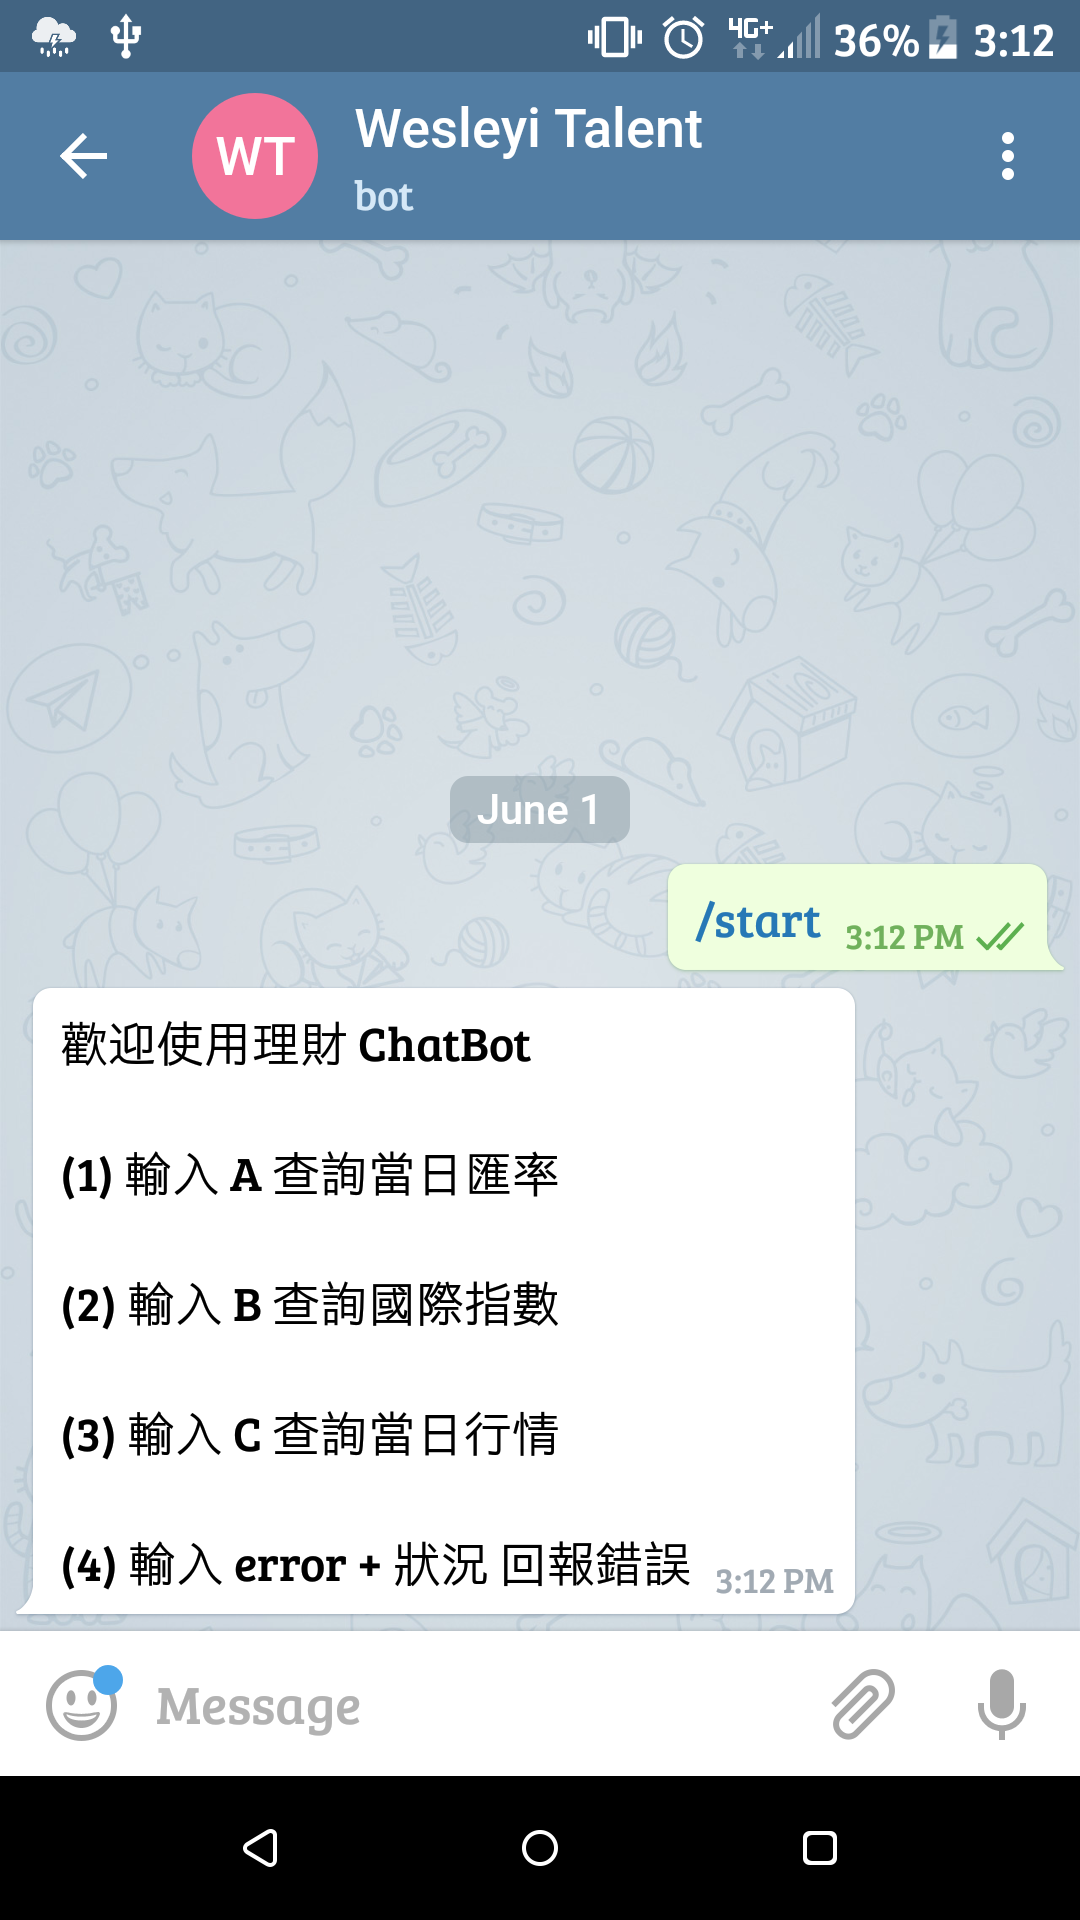 4G+ 36% 3:12
WT
Wesleyi Talent
bot
June 1
/start 3:12 PM
歡迎使用理財 ChatBot
(1) 輸入 A 查詢當日匯率
(2) 輸入 B 查詢國際指數
(3) 輸入 C 查詢當日行情
(4) 輸入 error + 狀況 回報錯誤 3:12 PM
Message